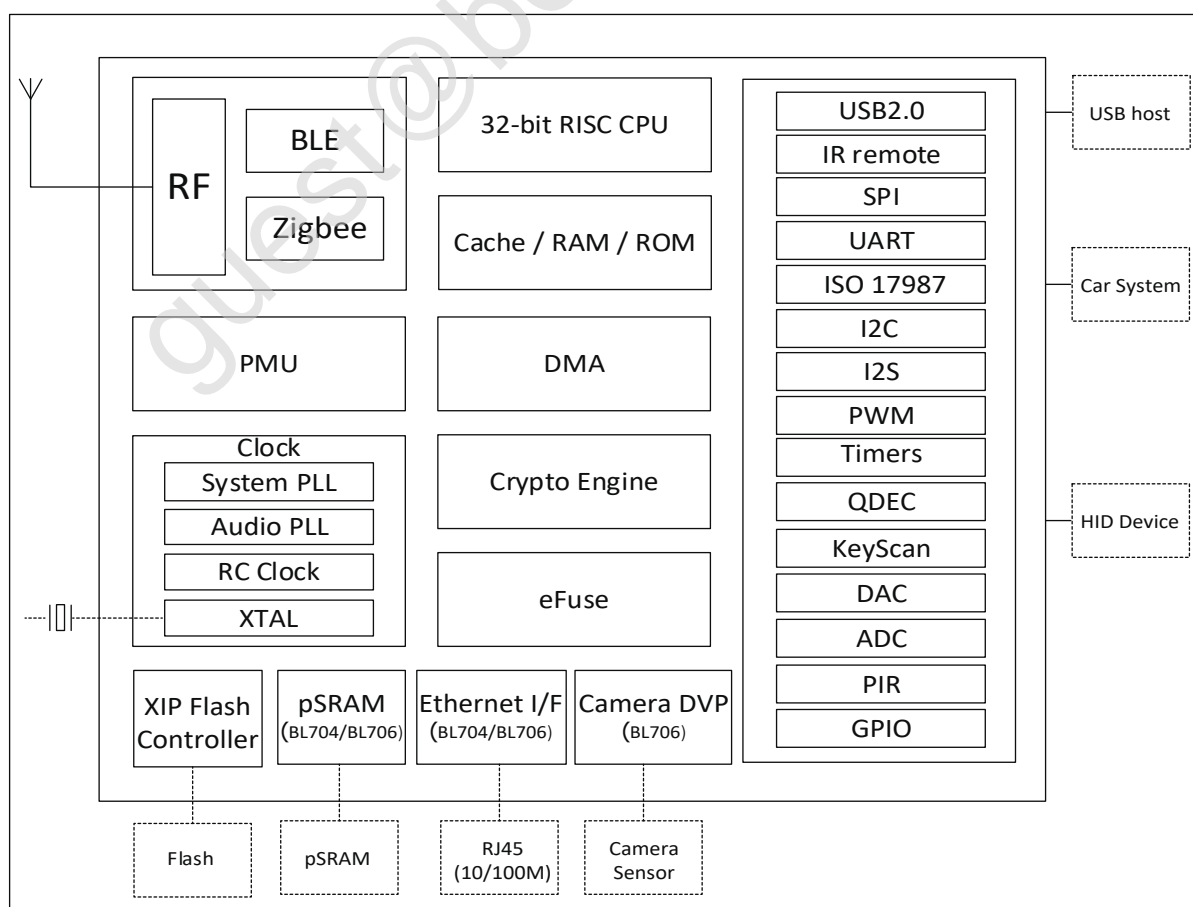 RF
BLE
Zigbee
32-bit RISC CPU
Cache / RAM / ROM
PMU
DMA
Clock
System PLL
Audio PLL
RC Clock
XTAL
Crypto Engine
eFuse
XIP Flash
Controller
pSRAM
(BL704/BL706)
Ethernet I/F
(BL704/BL706)
Camera DVP
(BL706)
USB2.0
IR remote
SPI
UART
ISO 17987
I2C
I2S
PWM
Timers
QDEC
KeyScan
DAC
ADC
PIR
GPIO
USB host
Car System
HID Device
Flash
pSRAM
RJ45
(10/100M)
Camera
Sensor
guest@b